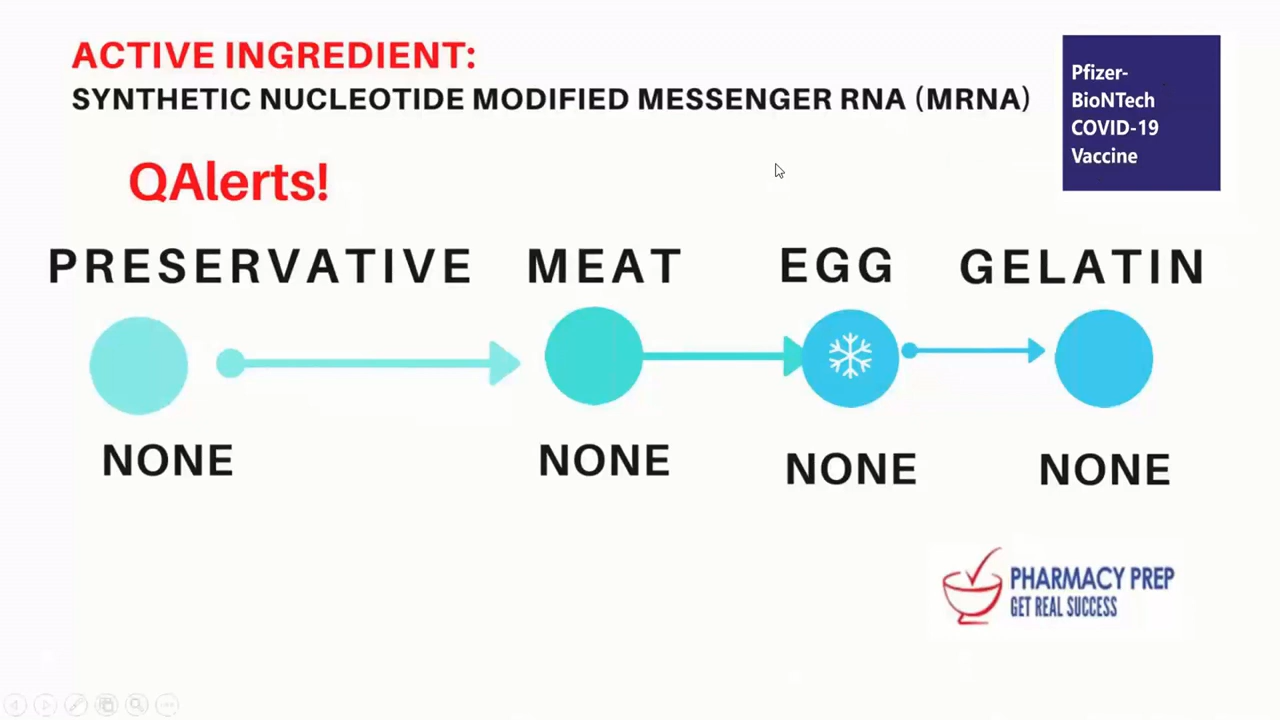 ACTIVE INGREDIENT:
SYNTHETIC NUCLEOTIDE MODIFIED MESSENGER RNA (MRNA)
Pfizer-
BioNTech
COVID-19
Vaccine
QAlerts!
PRESERVATIVE MEAT EGG GELATIN
NONE NONE NONE NONE
PHARMACY PREP
GET REAL SUCCESS